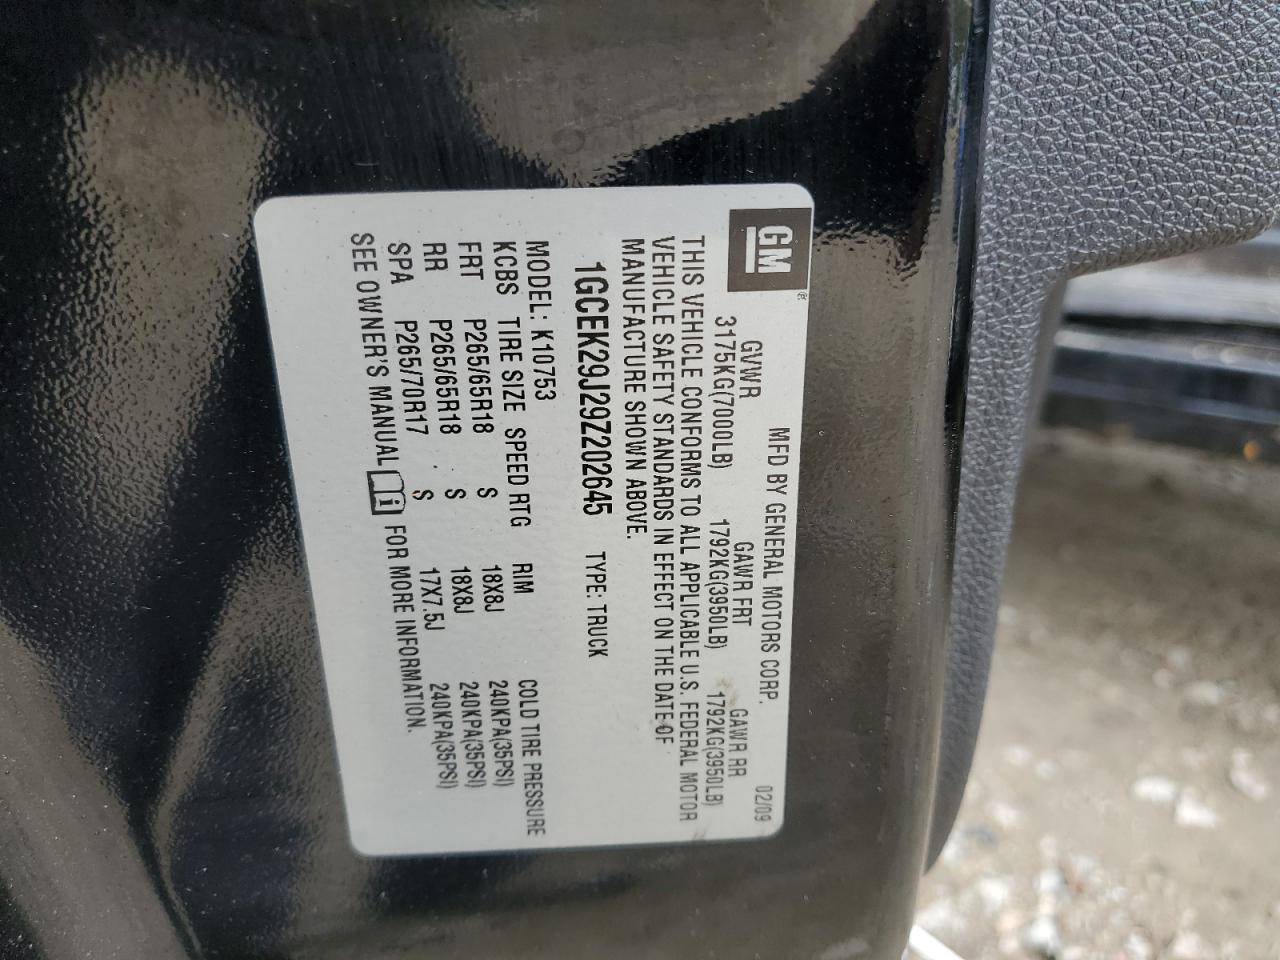 GM®
MFD BY GENERAL MOTORS CORP. 02/09
GVWR GAWR FRT GAWR RR
3175KG(7000LB) 1792KG(3950LB) 1792KG(3950LB)
THIS VEHICLE CONFORMS TO ALL APPLICABLE U.S. FEDERAL MOTOR
VEHICLE SAFETY STANDARDS IN EFFECT ON THE DATE OF
MANUFACTURE SHOWN ABOVE.
1GCEK29J29Z202645 TYPE: TRUCK
MODEL: K10753
KCBS TIRE SIZE SPEED RTG RIM COLD TIRE PRESSURE
FRT P265/65R18 S 18X8J 240KPA(35PSI)
RR P265/65R18 S 18X8J 240KPA(35PSI)
SPA P265/70R17 S 17X7.5J 240KPA(35PSI)
SEE OWNER'S MANUAL i FOR MORE INFORMATION.